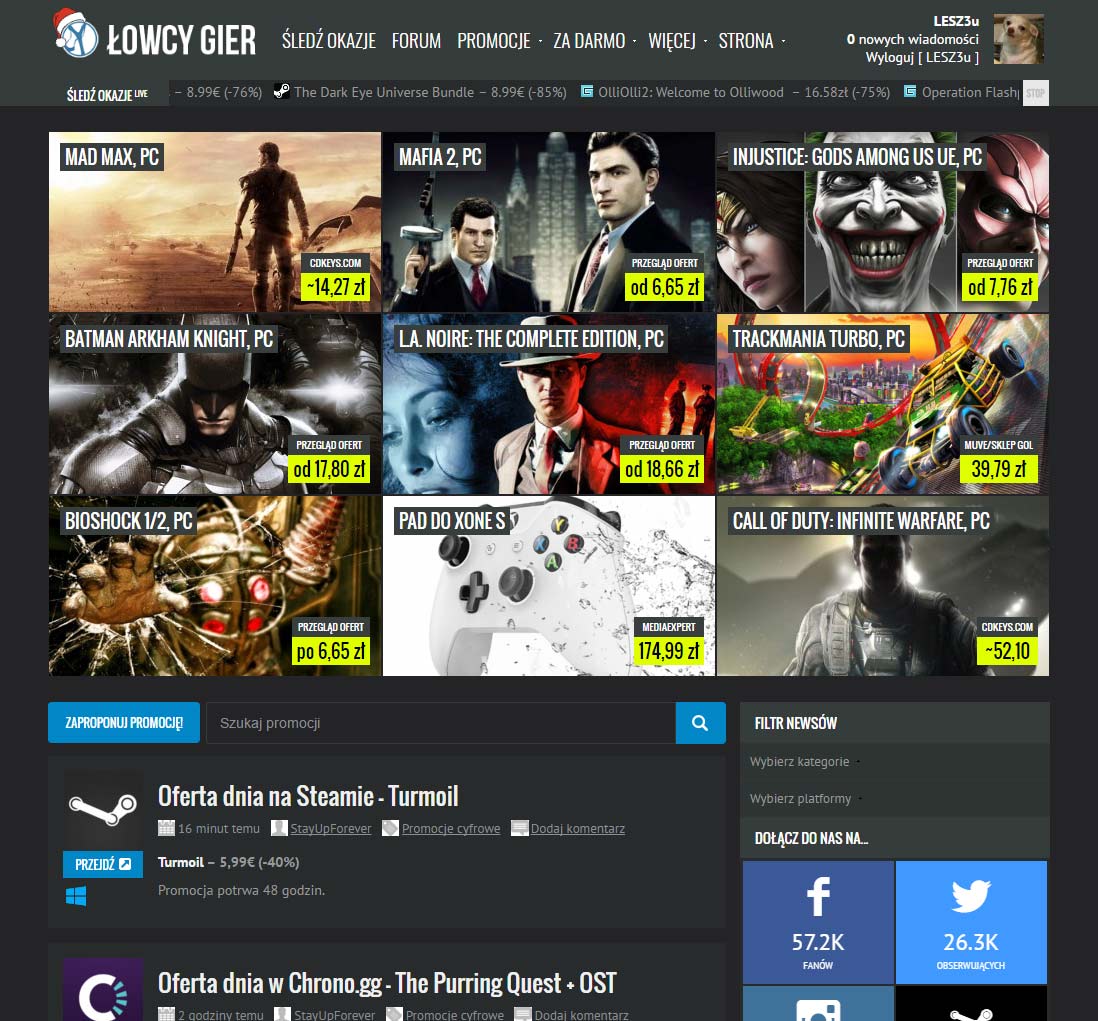 ŁOWCY GIER
ŚLEDŹ OKAZJE FORUM PROMOCJE ZA DARMO WIĘCEJ STRONA
LESZ3u
0 nowych wiadomości
Wyloguj [ LESZ3u ]
ŚLEDŹ OKAZJE LIVE
– 8.99€ (-76%) The Dark Eye Universe Bundle – 8.99€ (-85%) OlliOlli2: Welcome to Olliwood – 16.58zł (-75%) Operation Flashp STOP
MAD MAX, PC
CDKEYS.COM
~14,27 zł
MAFIA 2, PC
PRZEGLĄD OFERT
od 6,65 zł
INJUSTICE: GODS AMONG US UE, PC
PRZEGLĄD OFERT
od 7,76 zł
BATMAN ARKHAM KNIGHT, PC
PRZEGLĄD OFERT
od 17,80 zł
L.A. NOIRE: THE COMPLETE EDITION, PC
PRZEGLĄD OFERT
od 18,66 zł
TRACKMANIA TURBO, PC
MUVE/SKLEP GOL
39,79 zł
BIOSHOCK 1/2, PC
PRZEGLĄD OFERT
po 6,65 zł
PAD DO XONE S
Y
X B
A
MEDIAEXPERT
174,99 zł
CALL OF DUTY: INFINITE WARFARE, PC
CDKEYS.COM
~52,10
ZAPROPONUJ PROMOCJĘ!
Szukaj promocji
Oferta dnia na Steamie - Turmoil
16 minut temu StayUpForever Promocje cyfrowe Dodaj komentarz
PRZEJDŹ
Turmoil – 5,99€ (-40%)
Promocja potrwa 48 godzin.
Oferta dnia w Chrono.gg - The Purring Quest + OST
2 godziny temu StayUpForever Promocje cyfrowe Dodaj komentarz
FILTR NEWSÓW
Wybierz kategorie
Wybierz platformy
DOŁĄCZ DO NAS NA...
57.2K
FANÓW
26.3K
OBSERWUJĄCYCH